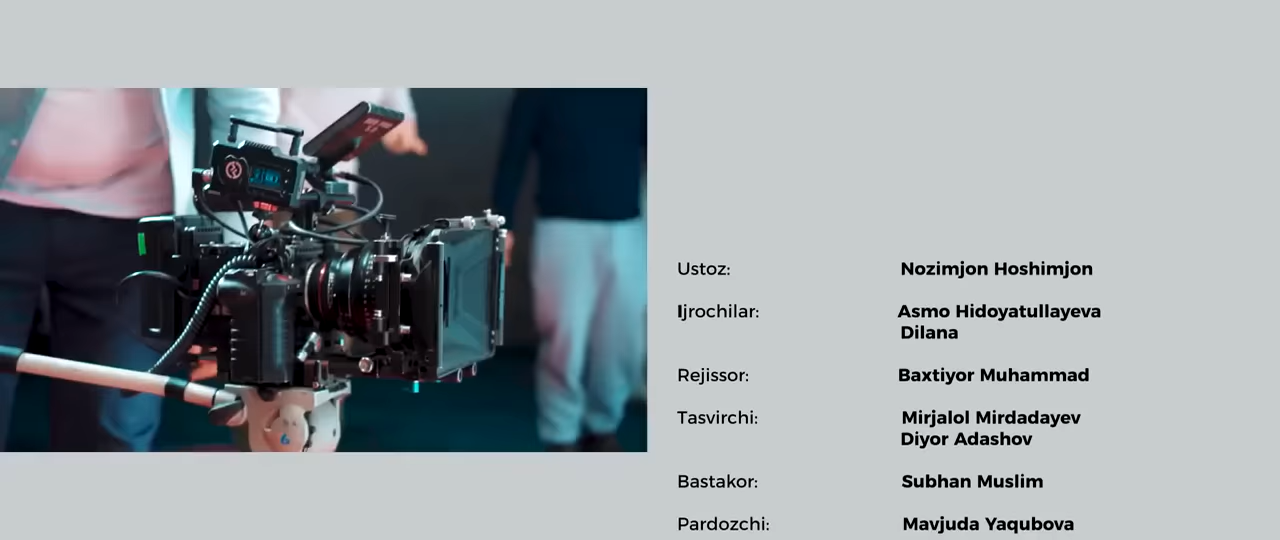 Ustoz: Nozimjon Hoshimjon
Ijrochilar: Asmo Hidoyatullayeva
Dilana
Rejissor: Baxtiyor Muhammad
Tasvirchi: Mirjalol Mirdadayev
Diyor Adashov
Bastakor: Subhan Muslim
Pardozchi: Mavjuda Yaqubova